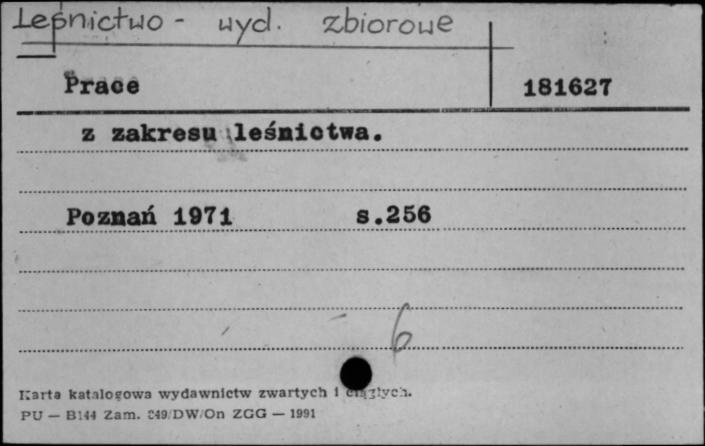 Leśnictwo - wyd. zbiorowe
Prace 181627
z zakresu leśnictwa.
Poznań 1971 s.256
6
Karta katalogowa wydawnictw zwartych i ciągłych.
PU — B144 Zam. 249/DW/On ZGG — 1991